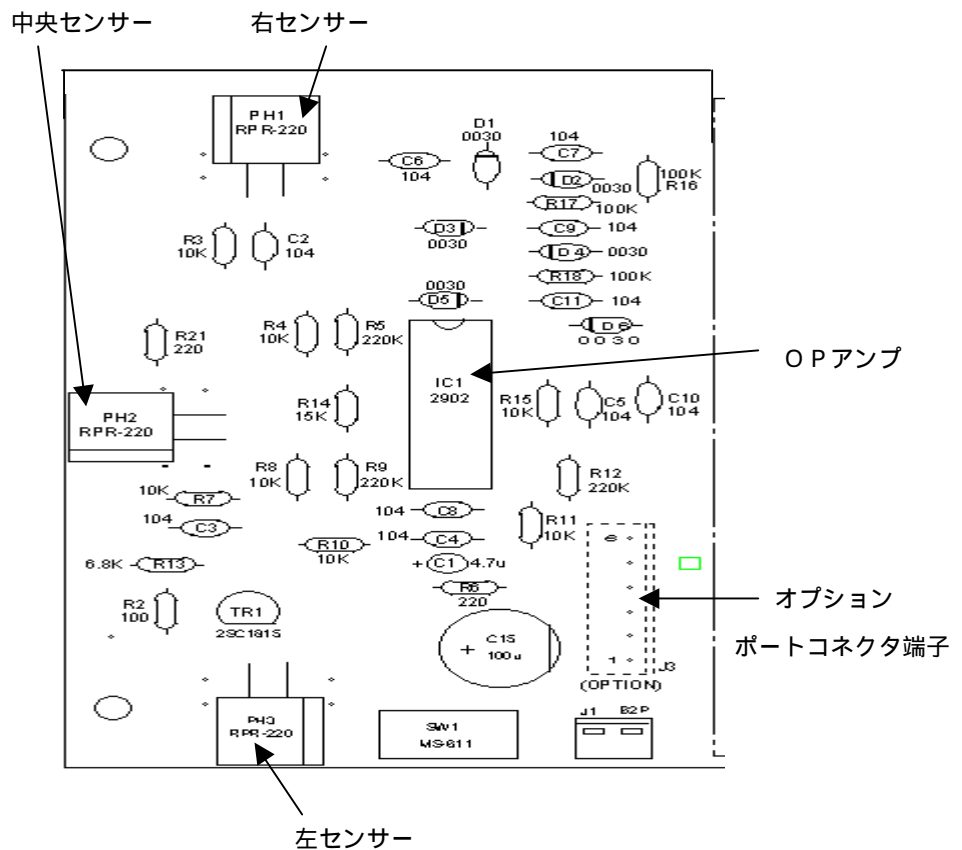 中央センサー
右センサー
PH1
RPR-220
D1
0030
104
C7
C6
104
D2
0030
100K
R16
R17
100K
D3
0030
C9
104
R3
10K
C2
104
D4
0030
R18
100K
0030
D5
C11
104
D6
0030
R21
220
R4
10K
R5
220K
OPアンプ
IC1
2902
R14
15K
R15
10K
C5
104
C10
104
PH2
RPR-220
R8
10K
R9
220K
R12
220K
10K
R7
104
C8
104
C3
R11
10K
104
C4
R10
10K
6
6.8K
R13
+
C1
4.7u
R6
220
R2
100
TR1
2SC1815
オプション
ポートコネクタ端子
+
C15
100u
1
J3
(OPTION)
J1
B2P
PH3
RPR-220
SW1
MS-611
左センサー